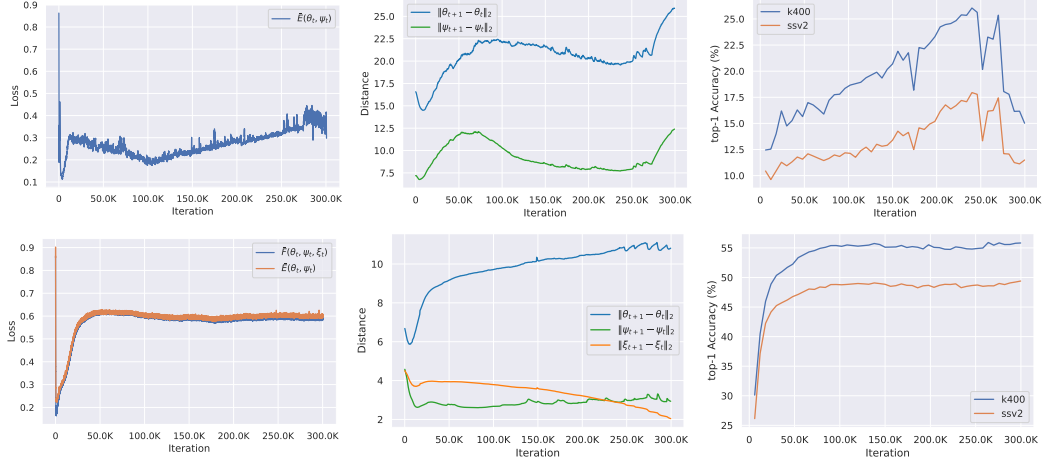 0.9
0.8
0.7
0.6
0.5
0.4
0.3
0.2
0.1
Loss
Ẽ(θt, ψt)
0 50.0K 100.0K 150.0K 200.0K 250.0K 300.0K
Iteration
25.0
22.5
20.0
17.5
15.0
12.5
10.0
7.5
Distance
‖θt+1 − θt‖2
‖ψt+1 − ψt‖2
0 50.0K 100.0K 150.0K 200.0K 250.0K 300.0K
Iteration
25.0
22.5
20.0
17.5
15.0
12.5
10.0
top-1 Accuracy (%)
k400
ssv2
0 50.0K 100.0K 150.0K 200.0K 250.0K 300.0K
Iteration
0.9
0.8
0.7
0.6
0.5
0.4
0.3
0.2
Loss
F̃(θt, ψt, ξt)
Ẽ(θt, ψt)
0 50.0K 100.0K 150.0K 200.0K 250.0K 300.0K
Iteration
10
8
6
4
2
Distance
‖θt+1 − θt‖2
‖ψt+1 − ψt‖2
‖ξt+1 − ξt‖2
0 50.0K 100.0K 150.0K 200.0K 250.0K 300.0K
Iteration
55
50
45
40
35
30
25
top-1 Accuracy (%)
k400
ssv2
0 50.0K 100.0K 150.0K 200.0K 250.0K 300.0K
Iteration